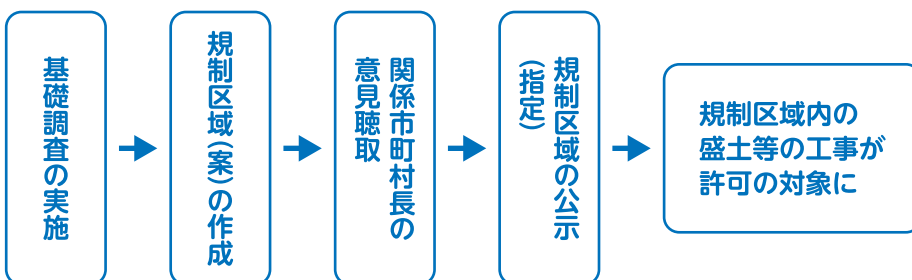 基礎調査の実施
規制区域（案）の作成
関係市町村長の
意見聴取
規制区域の公示
（指定）
規制区域内の
盛土等の工事が
許可の対象に